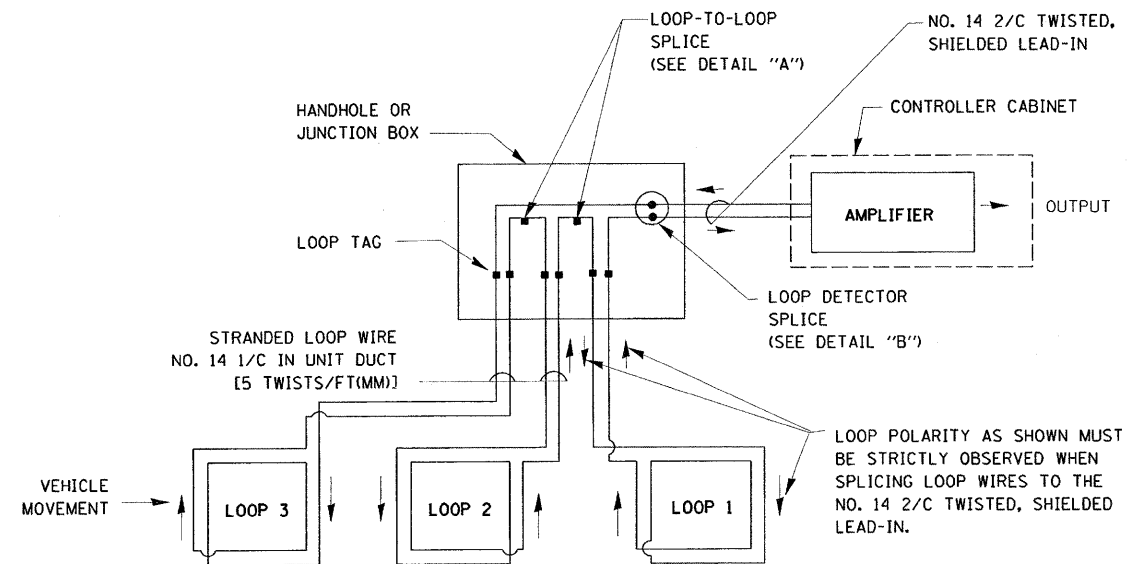 LOOP-TO-LOOP
SPLICE
(SEE DETAIL "A")
NO. 14 2/C TWISTED,
SHIELDED LEAD-IN
HANDHOLE OR
JUNCTION BOX
CONTROLLER CABINET
AMPLIFIER
OUTPUT
LOOP TAG
LOOP DETECTOR
SPLICE
(SEE DETAIL "B")
STRANDED LOOP WIRE
NO. 14 1/C IN UNIT DUCT
[5 TWISTS/FT(MM)]
LOOP POLARITY AS SHOWN MUST
BE STRICTLY OBSERVED WHEN
SPLICING LOOP WIRES TO THE
NO. 14 2/C TWISTED, SHIELDED
LEAD-IN.
VEHICLE
MOVEMENT
LOOP 3
LOOP 2
LOOP 1